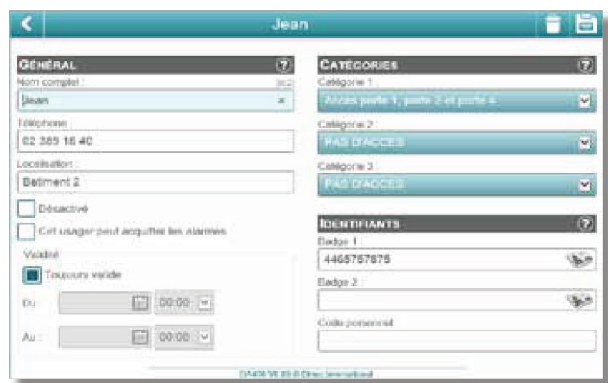 Jean
GÉNÉRAL
Nom complet :
Jean
Téléphone
02 389 16 40
Localisation :
Batiment 2
Désactivé
Cet usager peut acquitter les alarmes
Validité
Toujours valide
Du
00:00
Au :
00:00
CATÉGORIES
Catégorie 1 :
Accès porte 1, porte 2 et porte 4
Catégorie 2 :
PAS D'ACCES
Catégorie 3 :
PAS D'ACCES
IDENTIFIANTS
Badge 1 :
4465757875
Badge 2 :
Code personnel